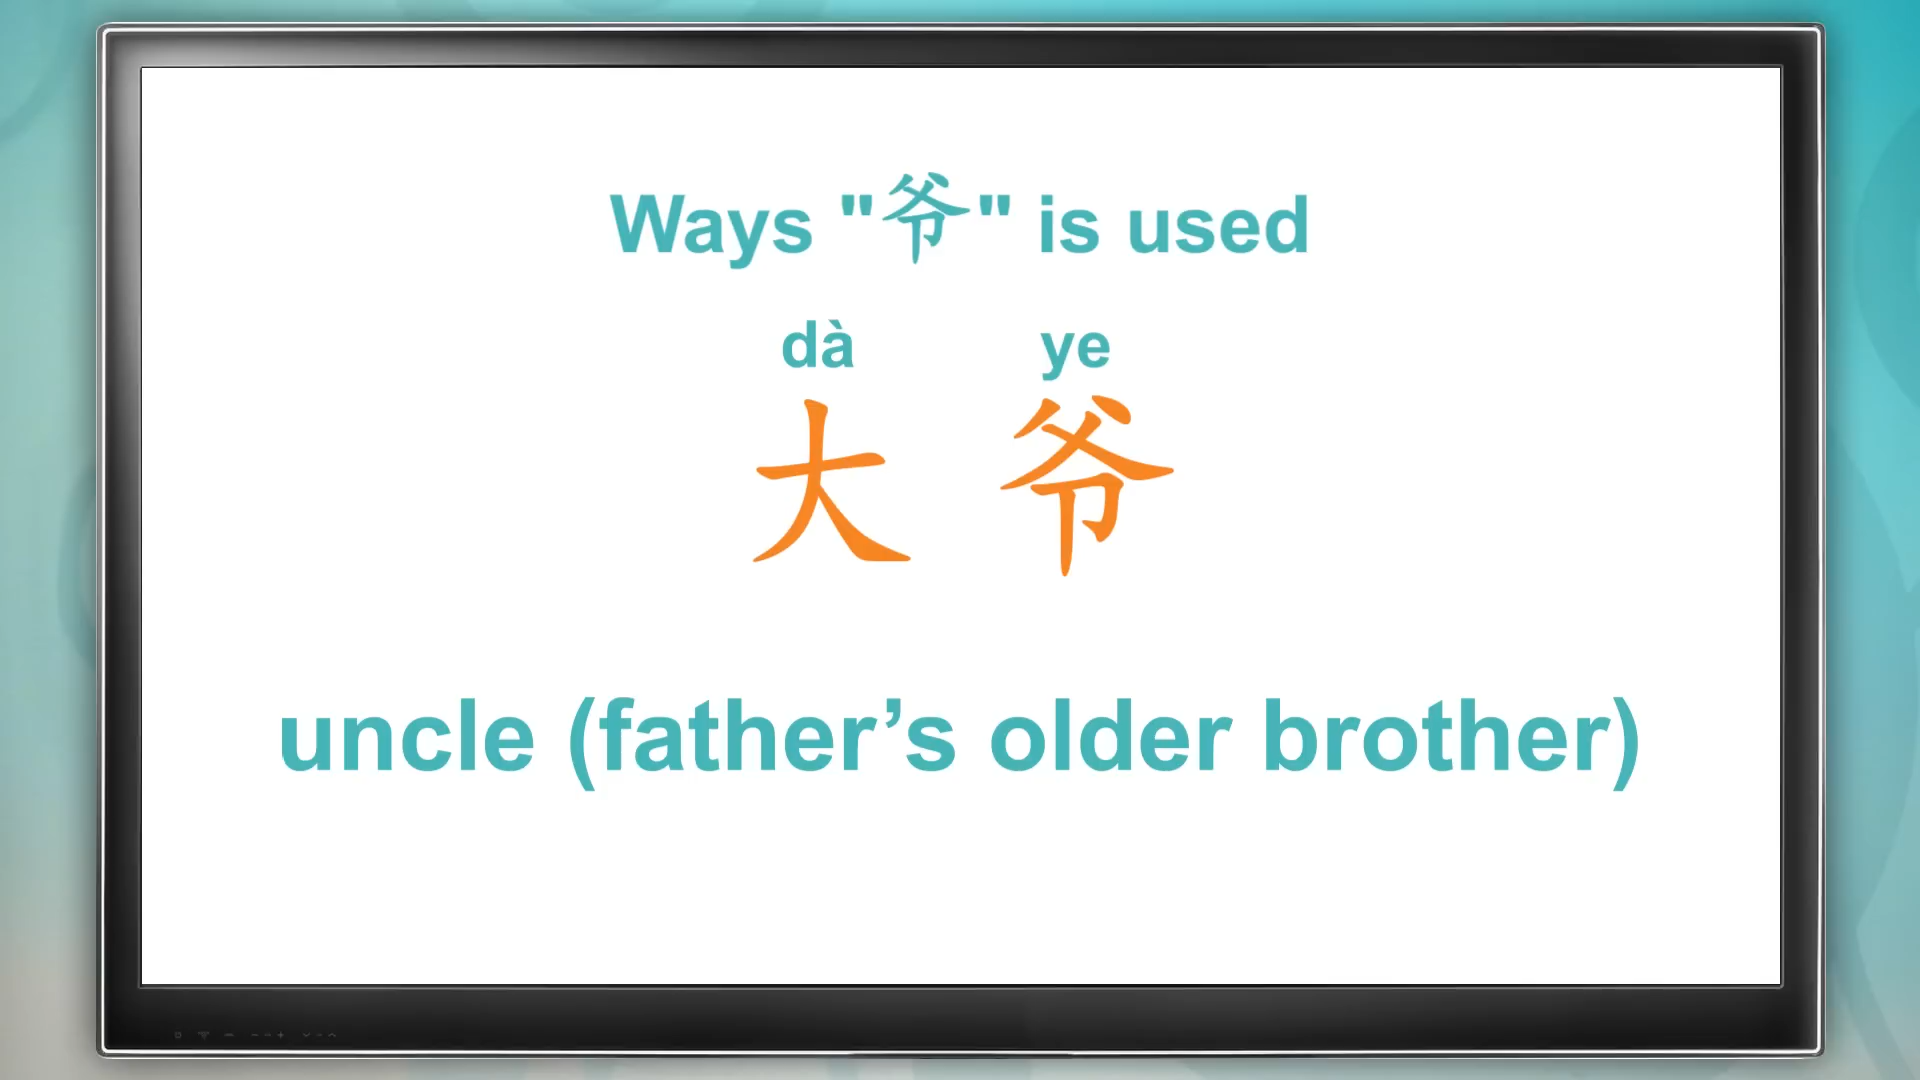 Ways "爷" is used
dà ye
大 爷
uncle (father’s older brother)